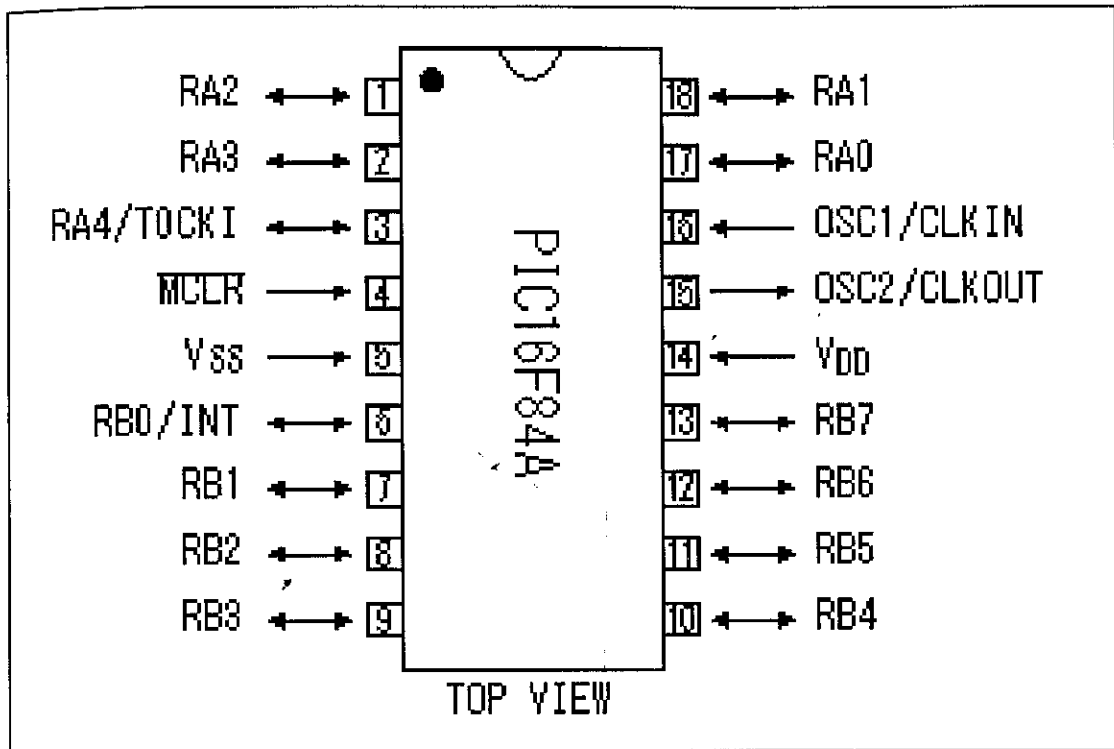 RA2 1 18 RA1
RA3 2 17 RA0
RA4/T0CKI 3 16 OSC1/CLKIN
MCLR 4 15 OSC2/CLKOUT
VSS 5 14 VDD
RB0/INT 6 13 RB7
RB1 7 12 RB6
RB2 8 11 RB5
RB3 9 10 RB4
PIC16F84A
TOP VIEW